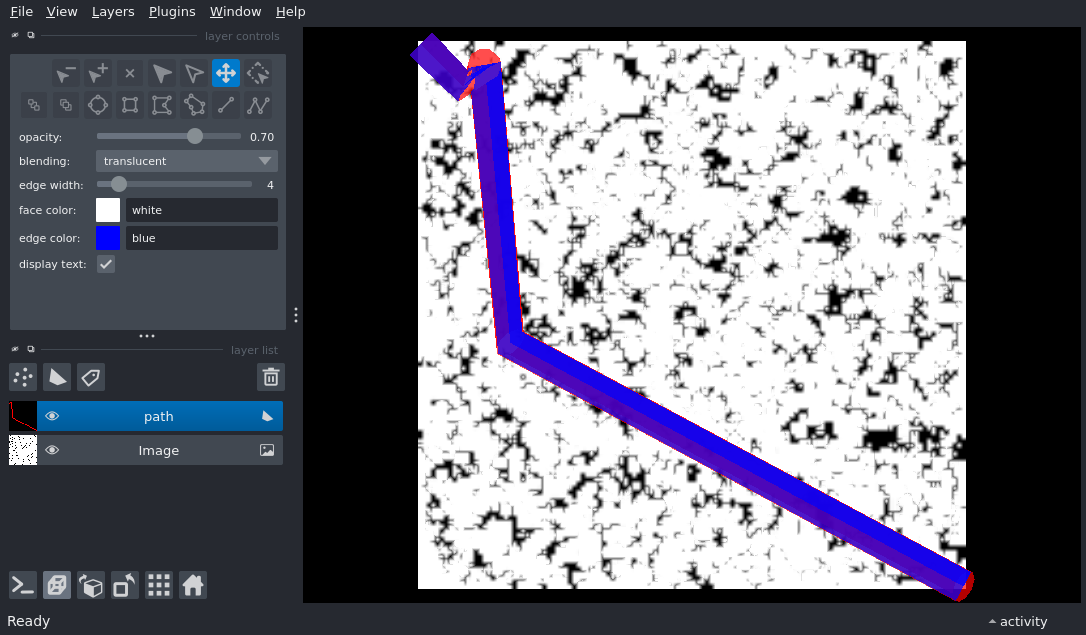 File View Layers Plugins Window Help
layer controls
opacity: 0.70
blending: translucent
edge width: 4
face color: white
edge color: blue
display text:
layer list
path
Image
Ready
activity